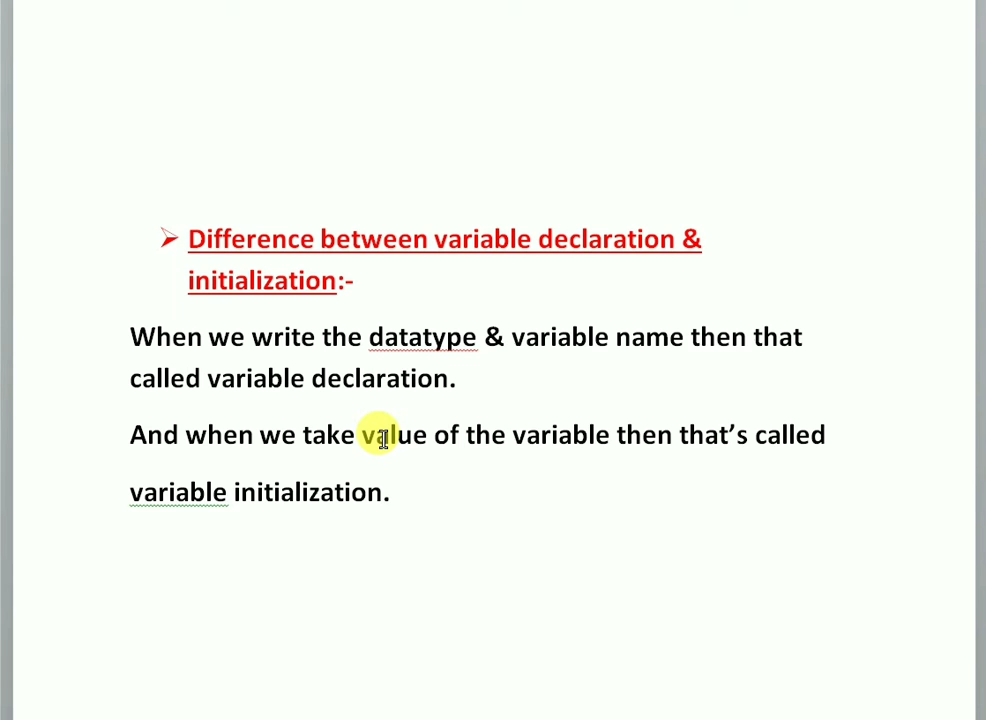 ➢ Difference between variable declaration &
initialization:-
When we write the datatype & variable name then that
called variable declaration.
And when we take value of the variable then that’s called
variable initialization.